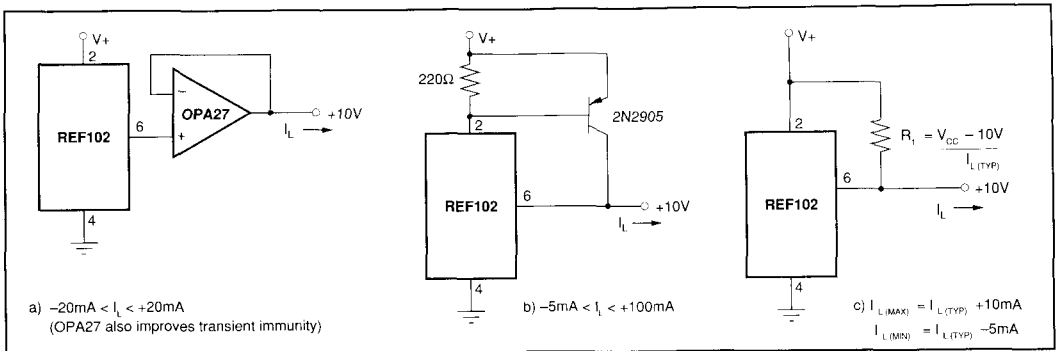 V+
2
REF102
6
4
−
+
OPA27
+10V
I_L
a) −20mA < I_L < +20mA
(OPA27 also improves transient immunity)
V+
220Ω
2N2905
2
REF102
6
+10V
I_L
4
b) −5mA < I_L < +100mA
V+
2
R_1 = V_CC − 10V
I_L (TYP)
REF102
6
+10V
I_L
4
c) I_L (MAX) = I_L (TYP) +10mA
I_L (MIN) = I_L (TYP) −5mA